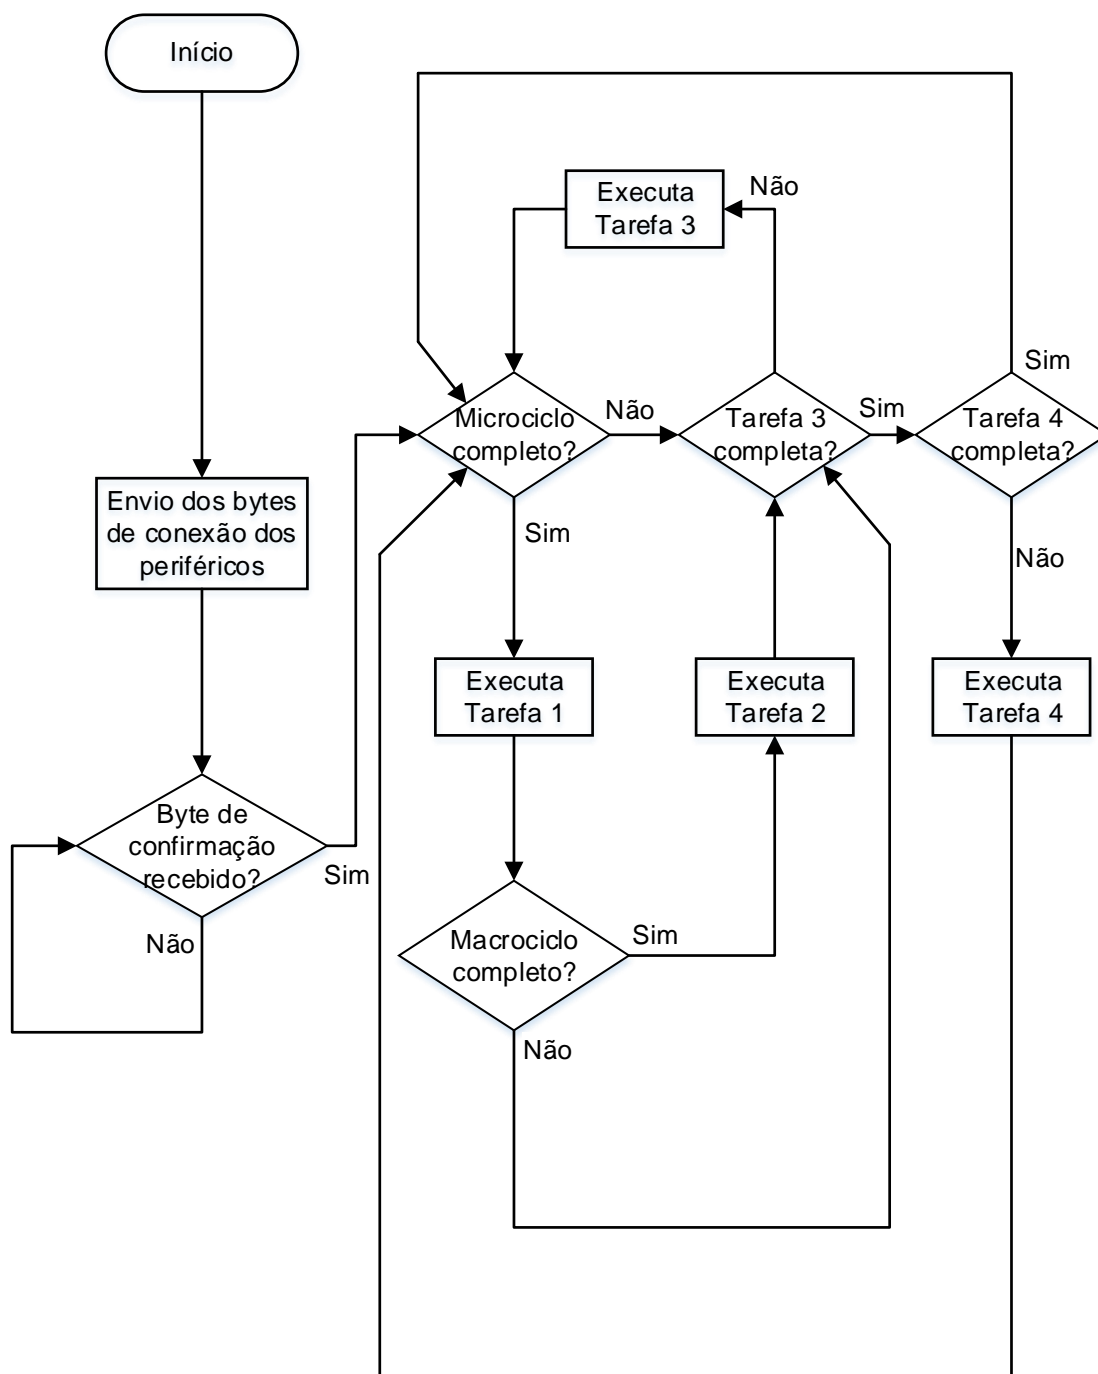 Início
Envio dos bytes
de conexão dos
periféricos
Byte de
confirmação
recebido?
Sim
Não
Executa
Tarefa 3
Não
Microciclo
completo?
Não
Sim
Tarefa 3
completa?
Sim
Tarefa 4
completa?
Sim
Não
Executa
Tarefa 1
Executa
Tarefa 2
Executa
Tarefa 4
Macrociclo
completo?
Sim
Não